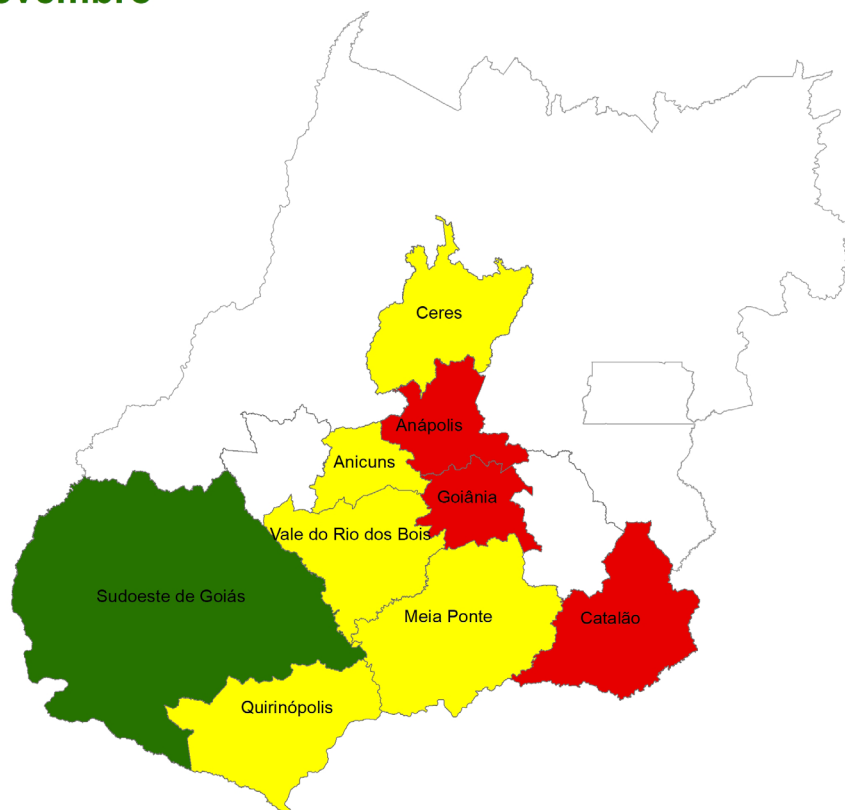 Ceres
Anápolis
Anicuns
Goiânia
Vale do Rio dos Bois
Sudoeste de Goiás
Meia Ponte
Catalão
Quirinópolis